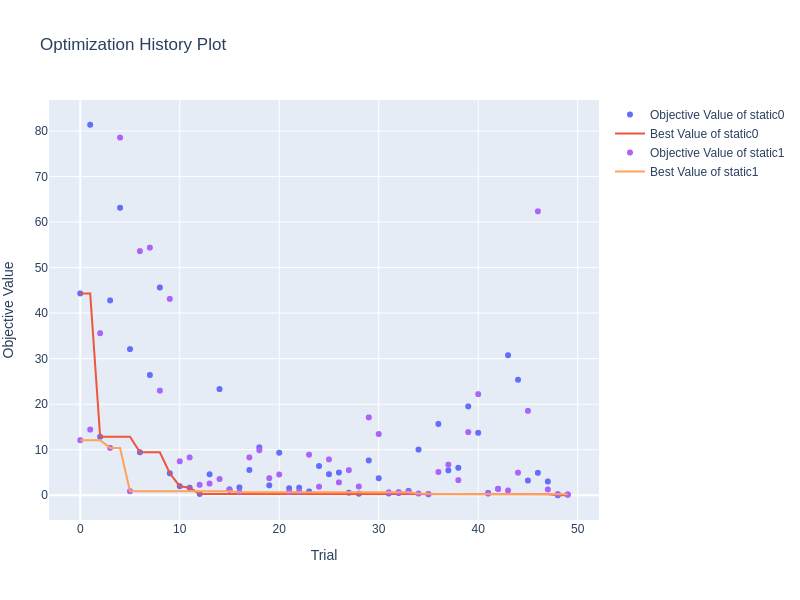 Optimization History Plot
Objective Value of static0
Best Value of static0
Objective Value of static1
Best Value of static1
80
70
60
50
40
30
20
10
0
Objective Value
0 10 20 30 40 50
Trial